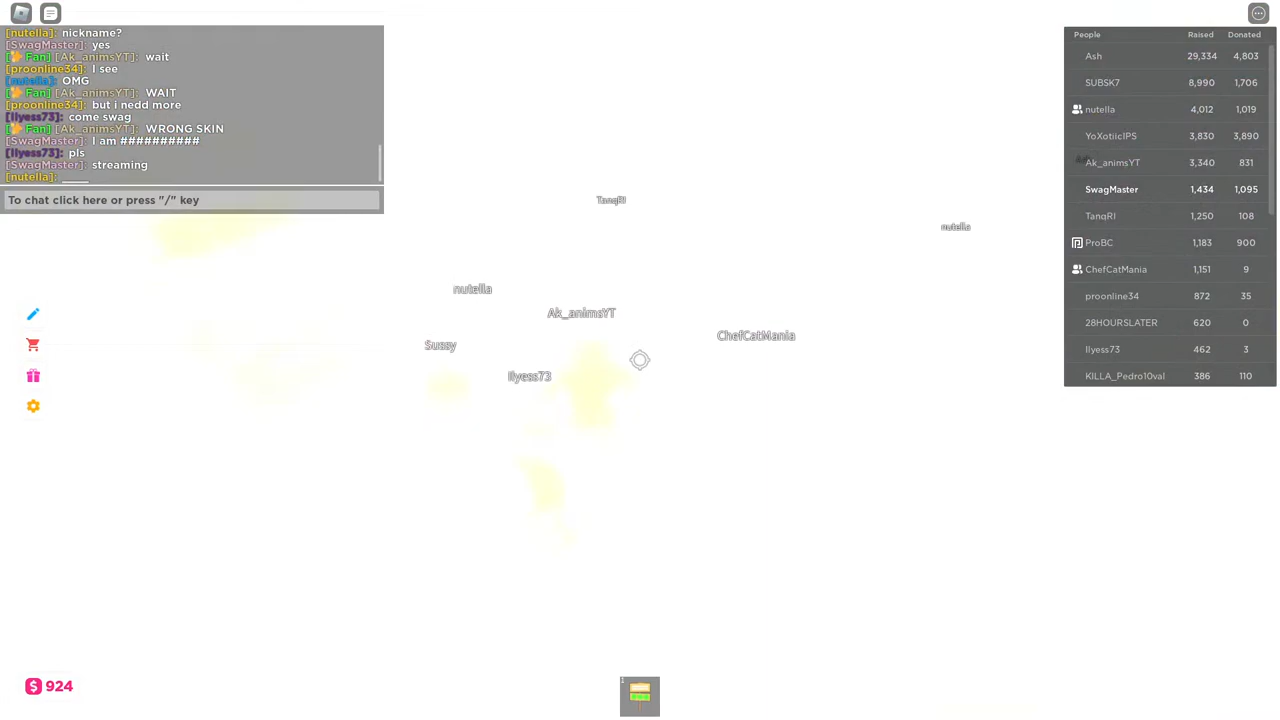 [nutella]: nickname?
[SwagMaster]: yes
[⭐ Fan] [Ak_animsYT]: wait
[proonline34]: I see
[nutella]: OMG
[⭐ Fan] [Ak_animsYT]: WAIT
[proonline34]: but i nedd more
[Ilyess73]: come swag
[⭐ Fan] [Ak_animsYT]: WRONG SKIN
[SwagMaster]: I am ##########
[Ilyess73]: pls
[SwagMaster]: streaming
[nutella]: ____
To chat click here or press "/" key
People Raised Donated
Ash 29,334 4,803
SUBSK7 8,990 1,706
nutella 4,012 1,019
YoXotiicIPS 3,830 3,890
Ak_animsYT 3,340 831
SwagMaster 1,434 1,095
TanqRI 1,250 108
ProBC 1,183 900
ChefCatMania 1,151 9
proonline34 872 35
28HOURSLATER 620 0
Ilyess73 462 3
KILLA_Pedro10val 386 110
TanqRI
nutella
nutella
Ak_animsYT
ChefCatMania
Sussy
Ilyess73
924
1